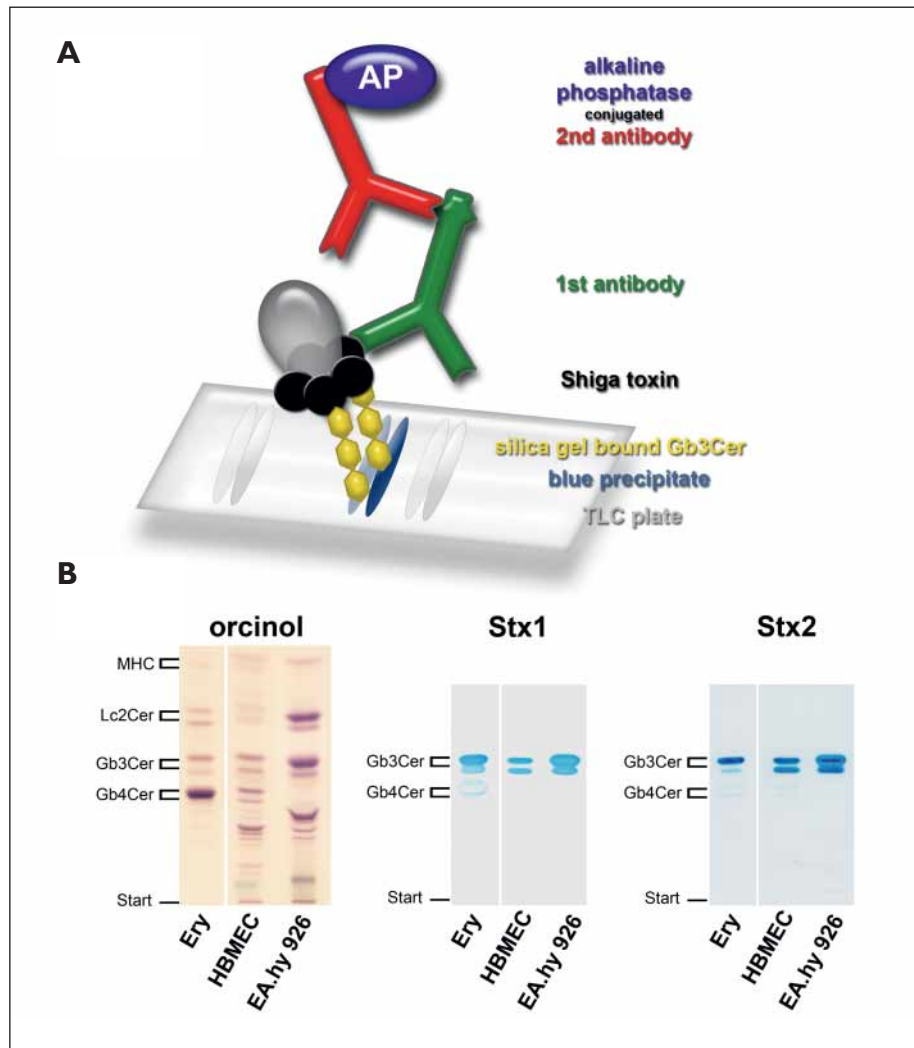 A
AP
alkaline
phosphatase
conjugated
2nd antibody
1st antibody
Shiga toxin
silica gel bound Gb3Cer
blue precipitate
TLC plate
B
orcinol
MHC
Lc2Cer
Gb3Cer
Gb4Cer
Start
Ery
HBMEC
EA.hy 926
Stx1
Gb3Cer
Gb4Cer
Start
Ery
HBMEC
EA.hy 926
Stx2
Gb3Cer
Gb4Cer
Start
Ery
HBMEC
EA.hy 926